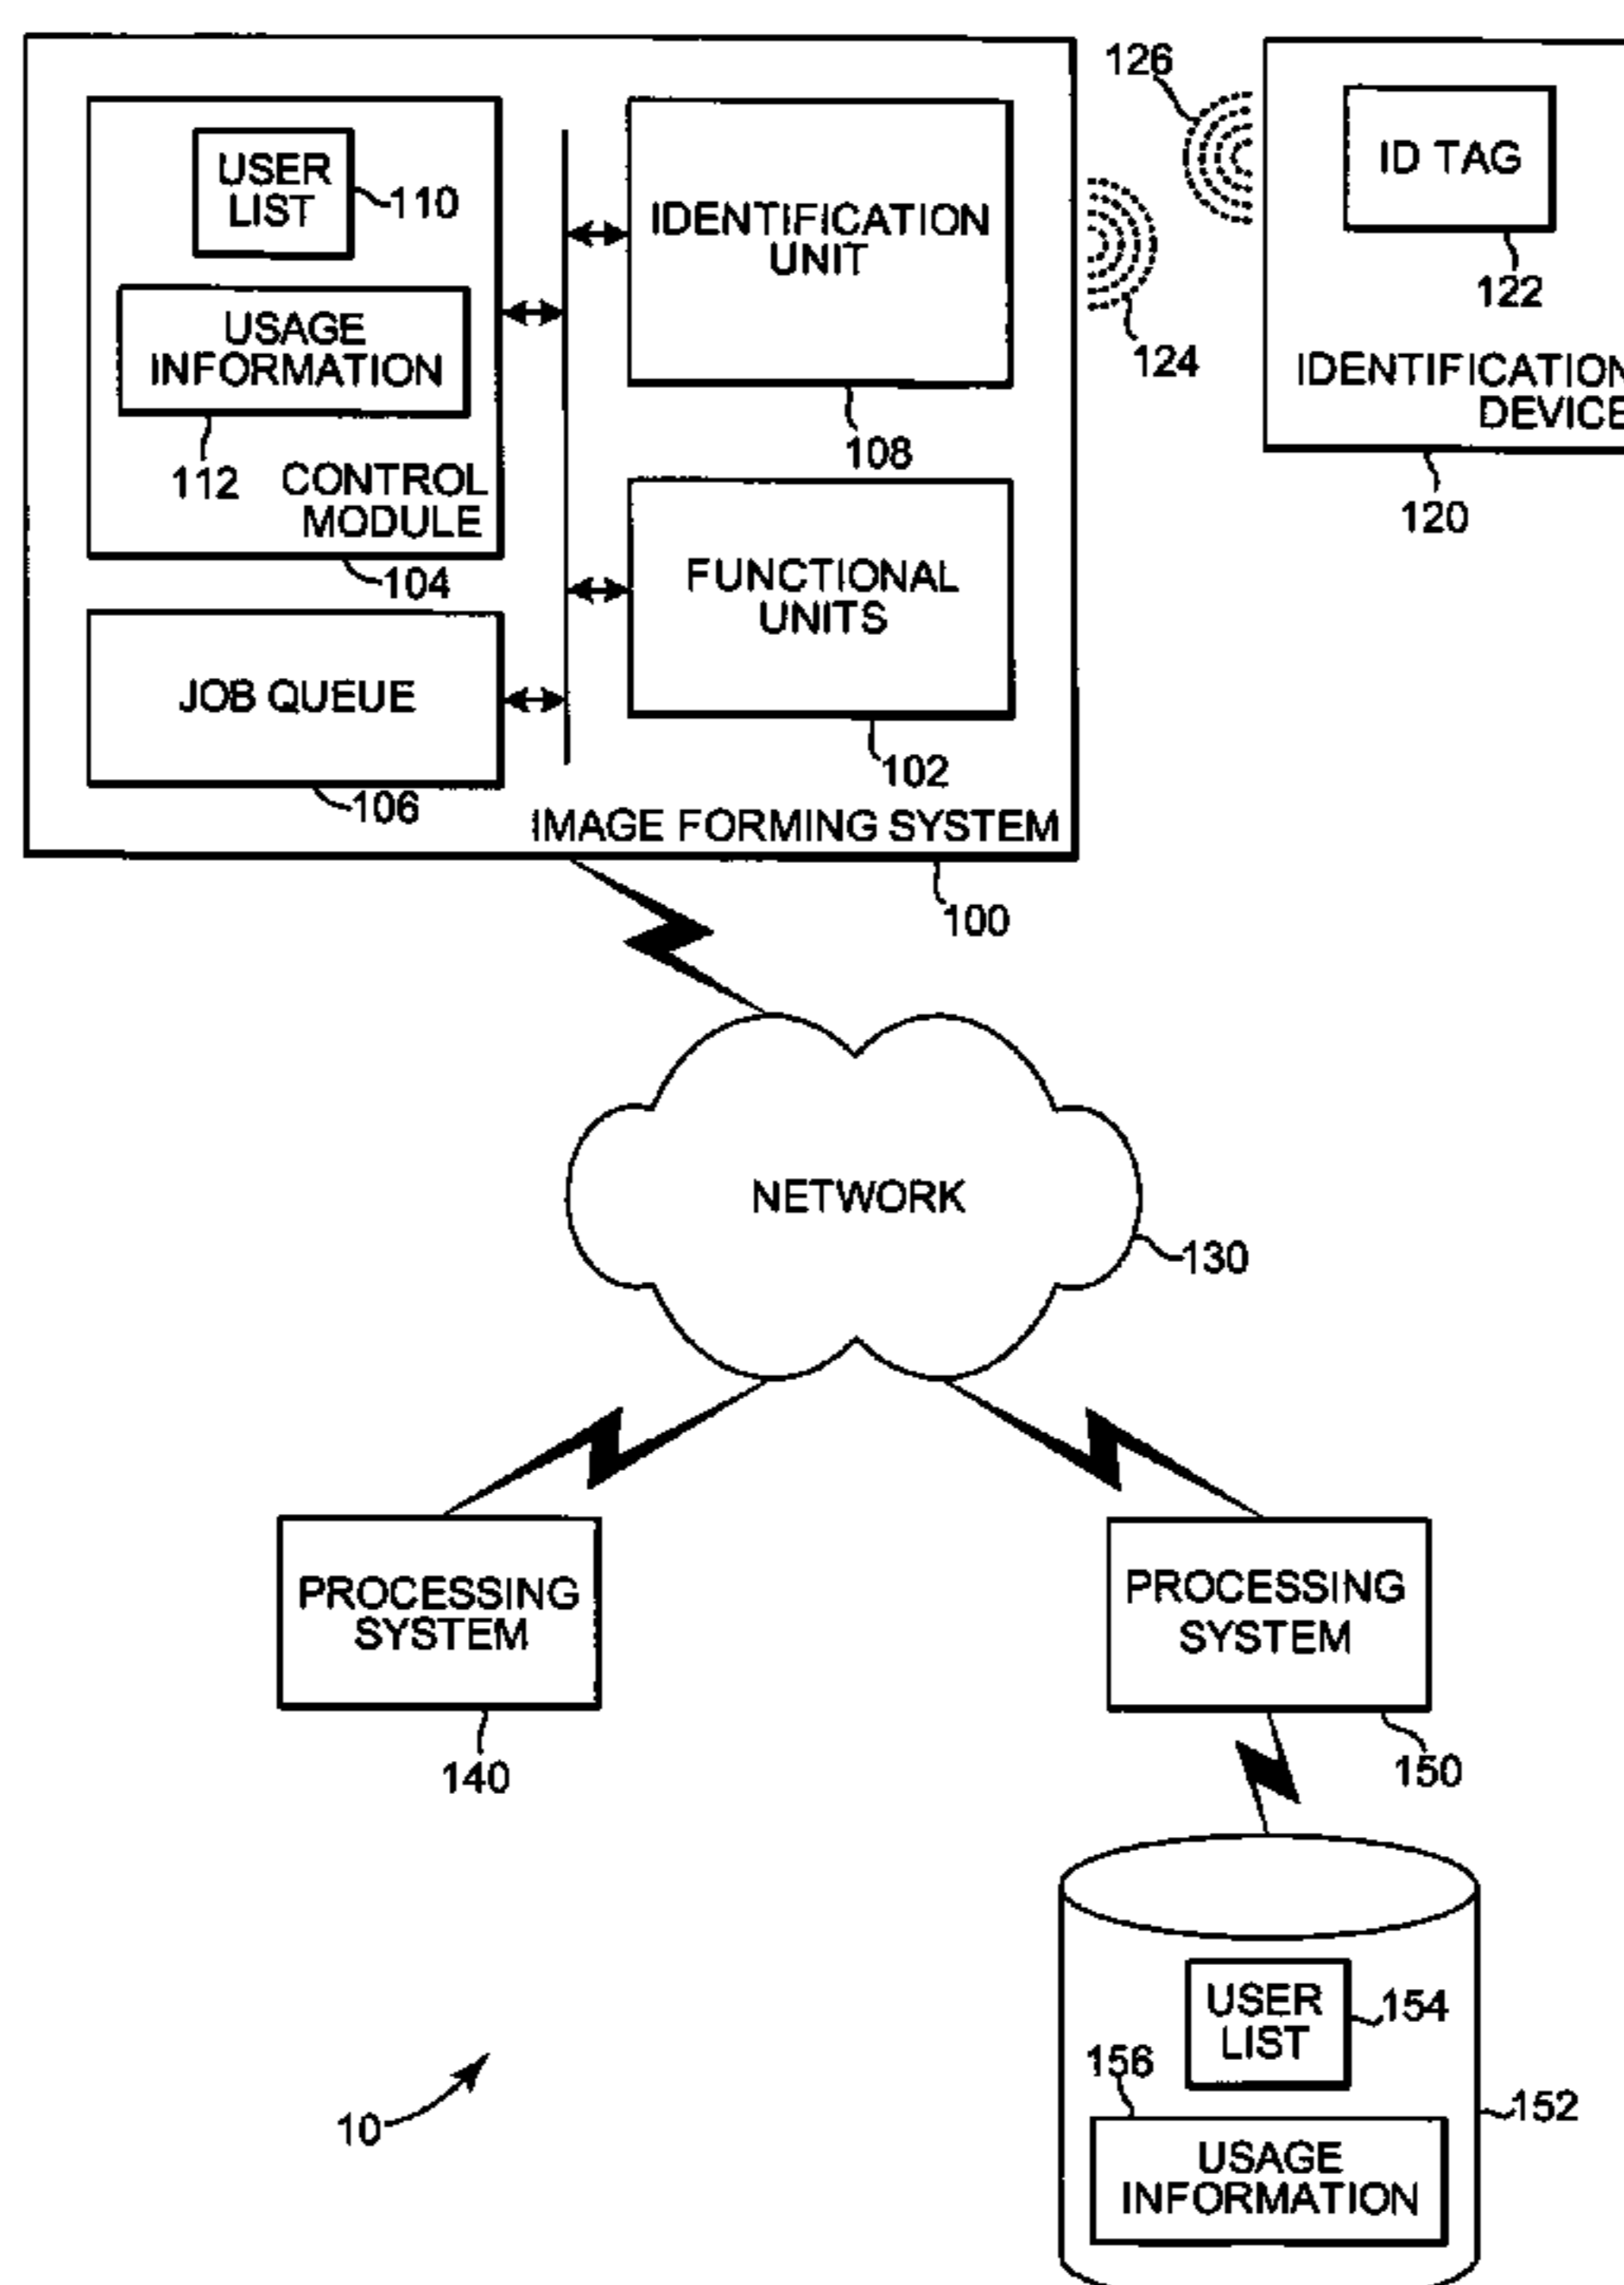 USER
LIST
110
USAGE
INFORMATION
112
CONTROL
MODULE
104
JOB QUEUE
106
IDENTIFICATION
UNIT
108
FUNCTIONAL
UNITS
102
IMAGE FORMING SYSTEM
100
126
124
ID TAG
122
IDENTIFICATION
DEVICE
120
NETWORK
130
PROCESSING
SYSTEM
140
PROCESSING
SYSTEM
150
USER
LIST
154
156
152
USAGE
INFORMATION
10